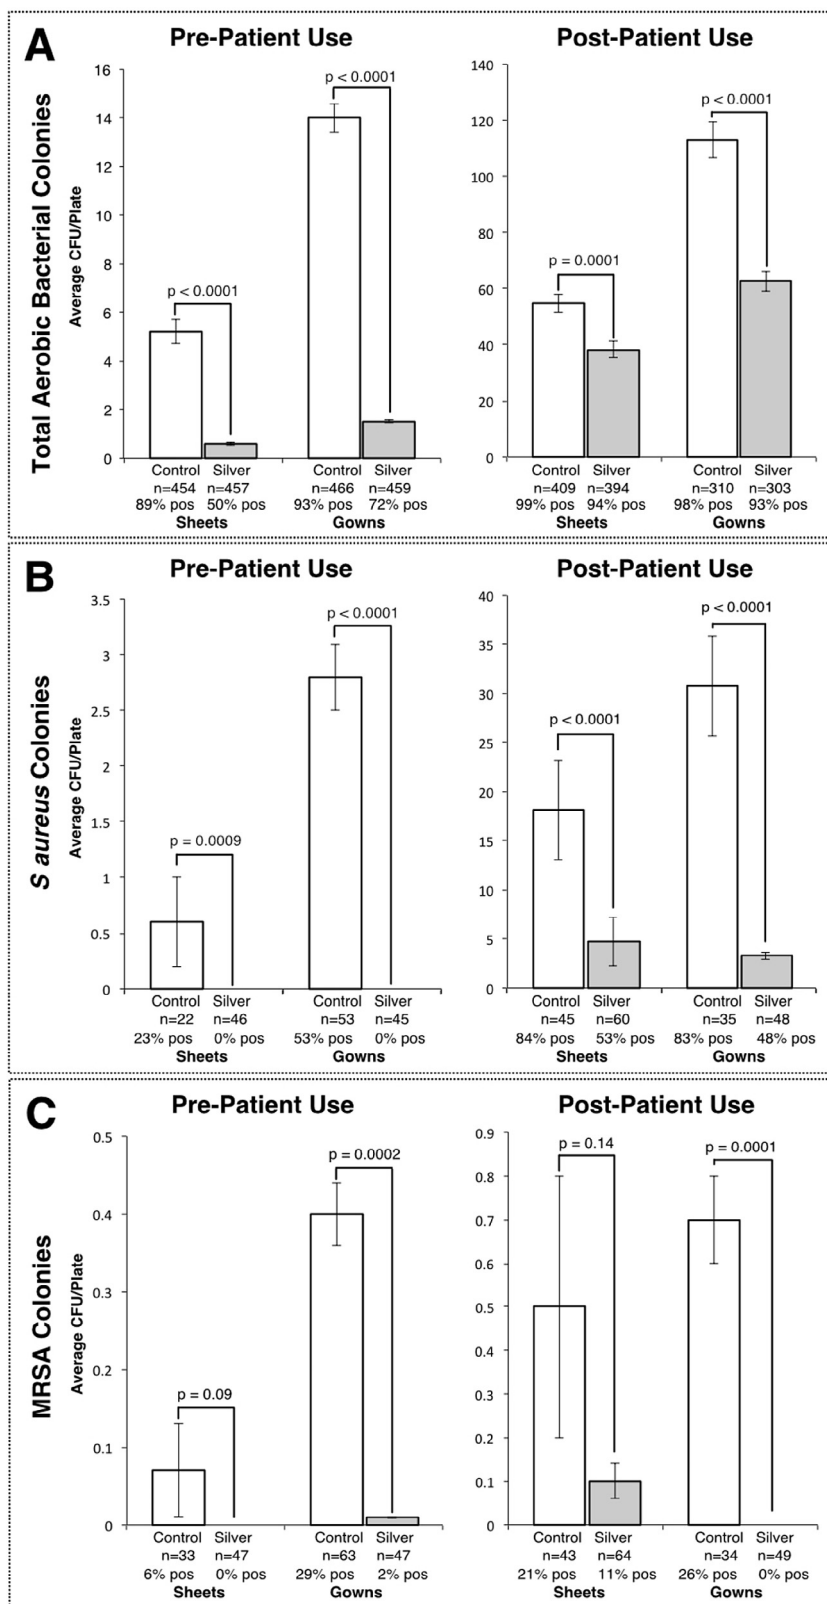 A
Pre-Patient Use
Post-Patient Use
Total Aerobic Bacterial Colonies
Average CFU/Plate
16
14
12
10
8
6
4
2
0
p < 0.0001
p < 0.0001
Control Silver Control Silver
n=454 n=457 n=466 n=459
89% pos 50% pos 93% pos 72% pos
Sheets Gowns
140
120
100
80
60
40
20
0
p = 0.0001
p < 0.0001
Control Silver Control Silver
n=409 n=394 n=310 n=303
99% pos 94% pos 98% pos 93% pos
Sheets Gowns
B
Pre-Patient Use
Post-Patient Use
S aureus Colonies
Average CFU/Plate
3.5
3
2.5
2
1.5
1
0.5
0
p = 0.0009
p < 0.0001
Control Silver Control Silver
n=22 n=46 n=53 n=45
23% pos 0% pos 53% pos 0% pos
Sheets Gowns
40
35
30
25
20
15
10
5
0
p < 0.0001
p < 0.0001
Control Silver Control Silver
n=45 n=60 n=35 n=48
84% pos 53% pos 83% pos 48% pos
Sheets Gowns
C
Pre-Patient Use
Post-Patient Use
MRSA Colonies
Average CFU/Plate
0.5
0.4
0.3
0.2
0.1
0
p = 0.09
p = 0.0002
Control Silver Control Silver
n=33 n=47 n=63 n=47
6% pos 0% pos 29% pos 2% pos
Sheets Gowns
0.9
0.8
0.7
0.6
0.5
0.4
0.3
0.2
0.1
0
p = 0.14
p = 0.0001
Control Silver Control Silver
n=43 n=64 n=34 n=49
21% pos 11% pos 26% pos 0% pos
Sheets Gowns